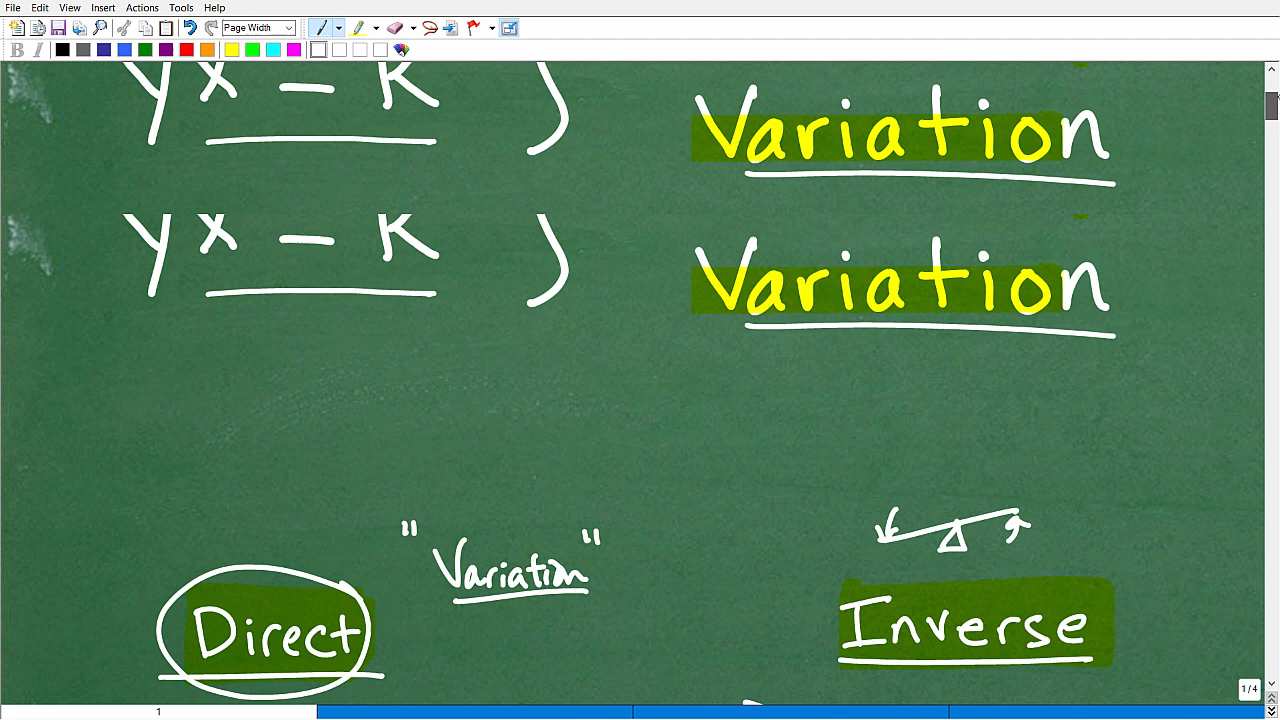 File Edit View Insert Actions Tools Help
Page Width
B I
yx - k ) Variation
yx - k ) Variation
"Variation"
Direct Inverse
1/4
1